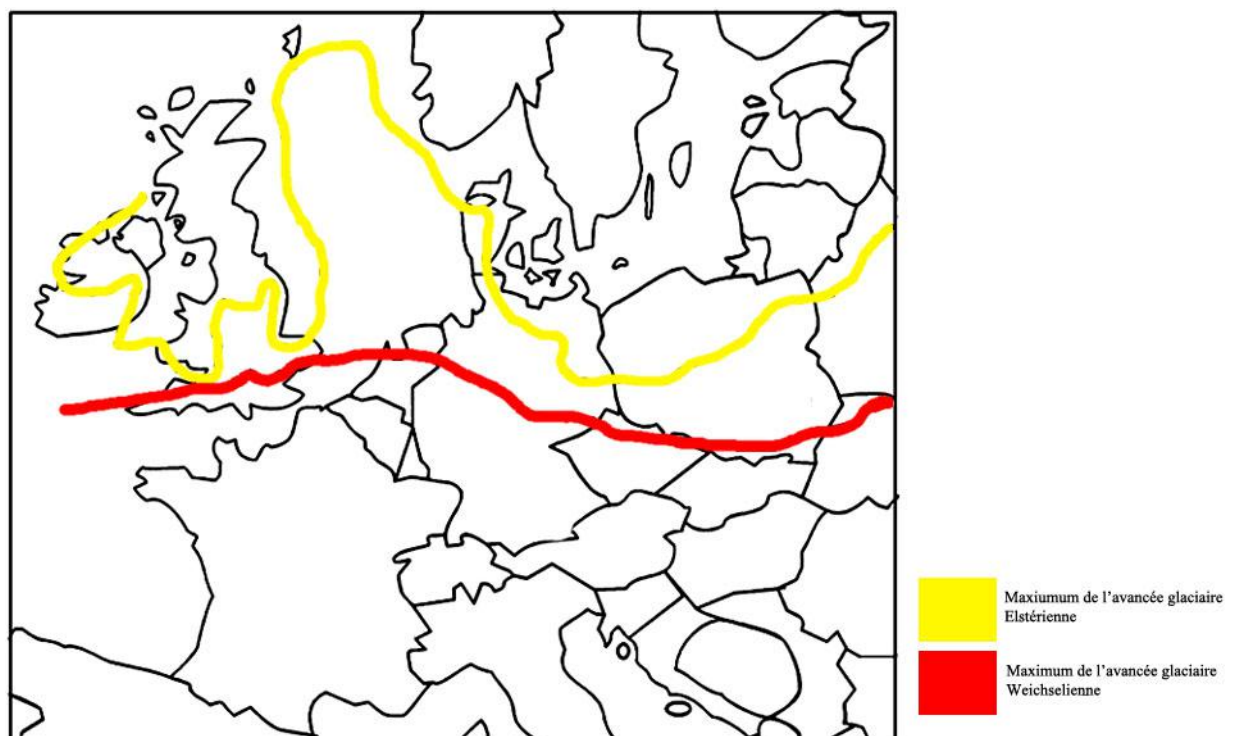 Maxiumum de l'avancée glaciaire
Elstérienne
Maximum de l'avancée glaciaire
Weichselienne